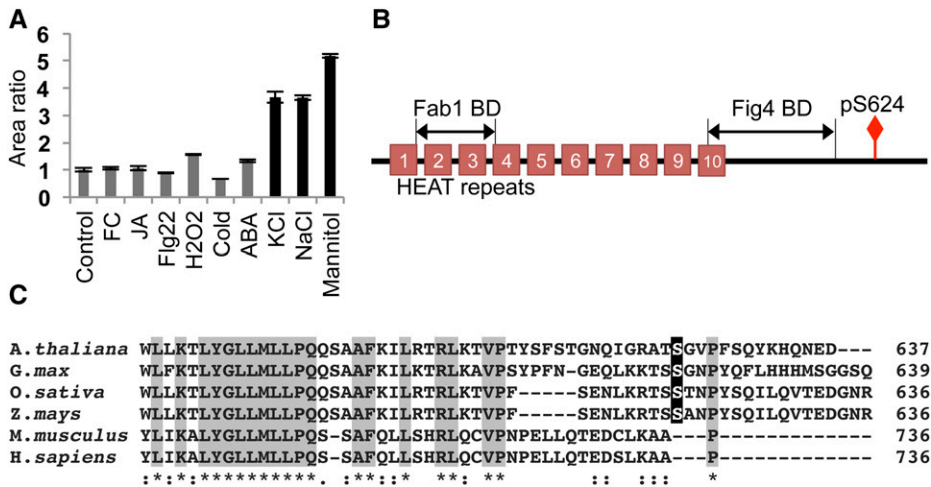 A
B
Area ratio
6
5
4
3
2
1
0
Control
FC
JA
Flg22
H2O2
Cold
ABA
KCl
NaCl
Mannitol
Fab1 BD
Fig4 BD
pS624
1 2 3 4 5 6 7 8 9 10
HEAT repeats
C
A.thaliana WLLKTLYGLLMLLPQQSAAFKILRTRLKTVPTYSFSTGNQIGRATSGVPFSQYKHQNED--- 637
G.max WLFKTLYGLLMLLPQQSAAFKILRTRLKAVPSYPFN-GEQLKKTSSGNPYQFLHHHMSGGSQ 639
O.sativa WLLKTLYGLLMLLPQQSAAFKILRTRLKTVPF-----SENLKRTSSTNPYSQILQVTEDGNR 636
Z.mays WLLKTLYGLLMLLPQQSAAFKILRTRLKTVPF-----SENLKRTSSANPYSQILQVTEDGNR 636
M.musculus YLIKALYGLLMLLPQS-SAFQLLSHRLQCVPNPELLQTEDCLKAA---P------------- 736
H.sapiens YLIKALYGLLMLLPQS-SAFQLLSHRLQCVPNPELLQTEDSLKAA---P------------- 736
:*:*:**********. :**::* **: ** :: ::: *